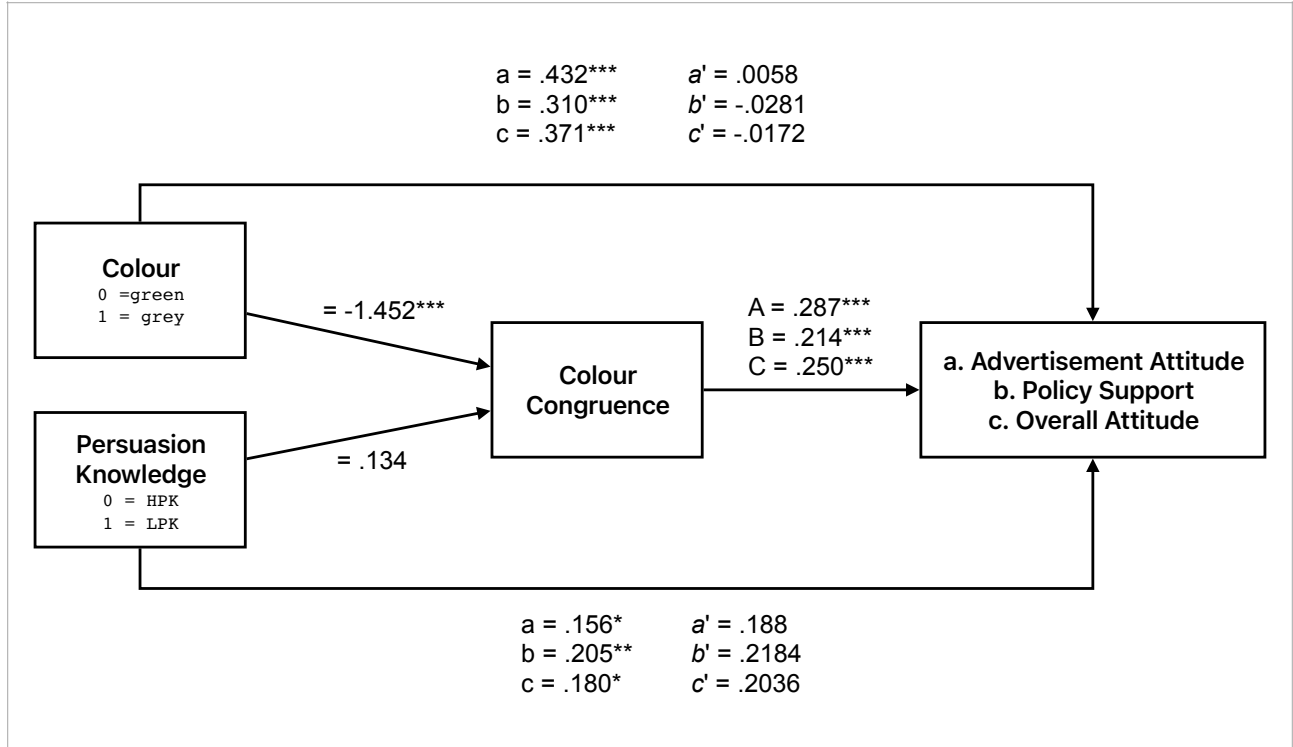 a = .432*** a' = .0058
b = .310*** b' = -.0281
c = .371*** c' = -.0172
Colour
0 =green
1 = grey
= -1.452***
A = .287***
B = .214***
C = .250***
Colour
Congruence
a. Advertisement Attitude
b. Policy Support
c. Overall Attitude
Persuasion
Knowledge
0 = HPK
1 = LPK
= .134
a = .156* a' = .188
b = .205** b' = .2184
c = .180* c' = .2036